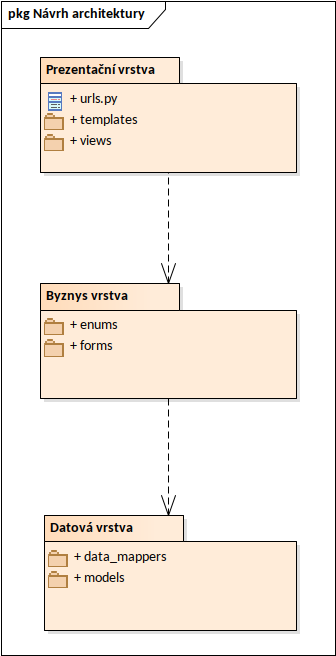 pkg Návrh architektury
Prezentační vrstva
+ urls.py
+ templates
+ views
Byznys vrstva
+ enums
+ forms
Datová vrstva
+ data_mappers
+ models